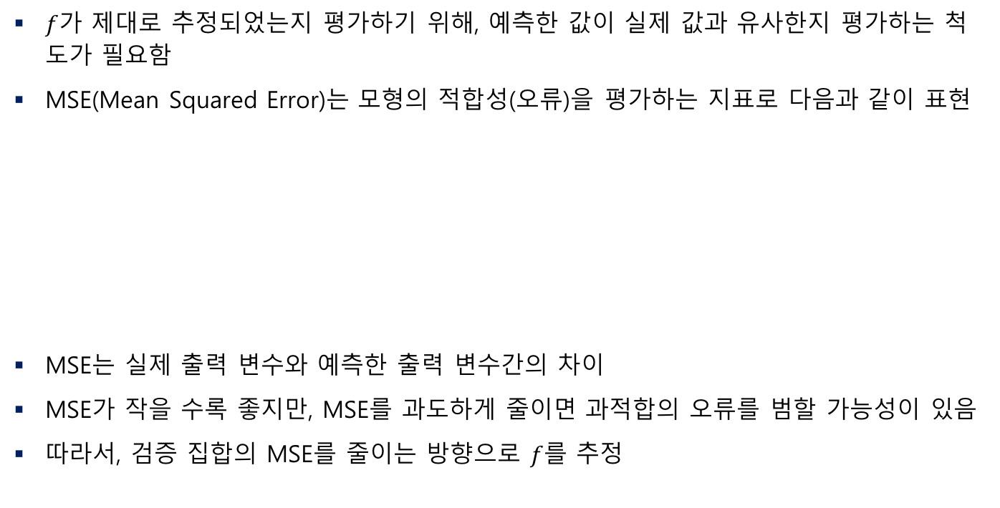 ▪ f가 제대로 추정되었는지 평가하기 위해, 예측한 값이 실제 값과 유사한지 평가하는 척
도가 필요함
▪ MSE(Mean Squared Error)는 모형의 적합성(오류)을 평가하는 지표로 다음과 같이 표현
▪ MSE는 실제 출력 변수와 예측한 출력 변수간의 차이
▪ MSE가 작을 수록 좋지만, MSE를 과도하게 줄이면 과적합의 오류를 범할 가능성이 있음
▪ 따라서, 검증 집합의 MSE를 줄이는 방향으로 f를 추정